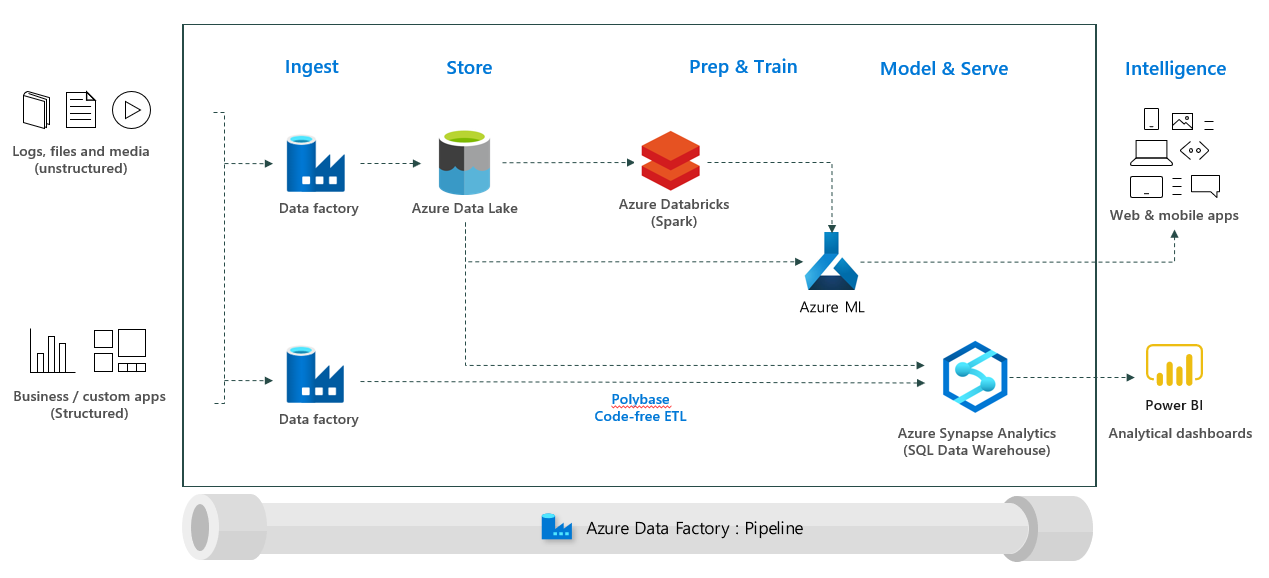 Ingest
Store
Prep & Train
Model & Serve
Intelligence
Logs, files and media
(unstructured)
Data factory
Azure Data Lake
Azure Databricks
(Spark)
Web & mobile apps
Azure ML
Business / custom apps
(Structured)
Data factory
Polybase
Code-free ETL
Azure Synapse Analytics
(SQL Data Warehouse)
Power BI
Analytical dashboards
Azure Data Factory : Pipeline